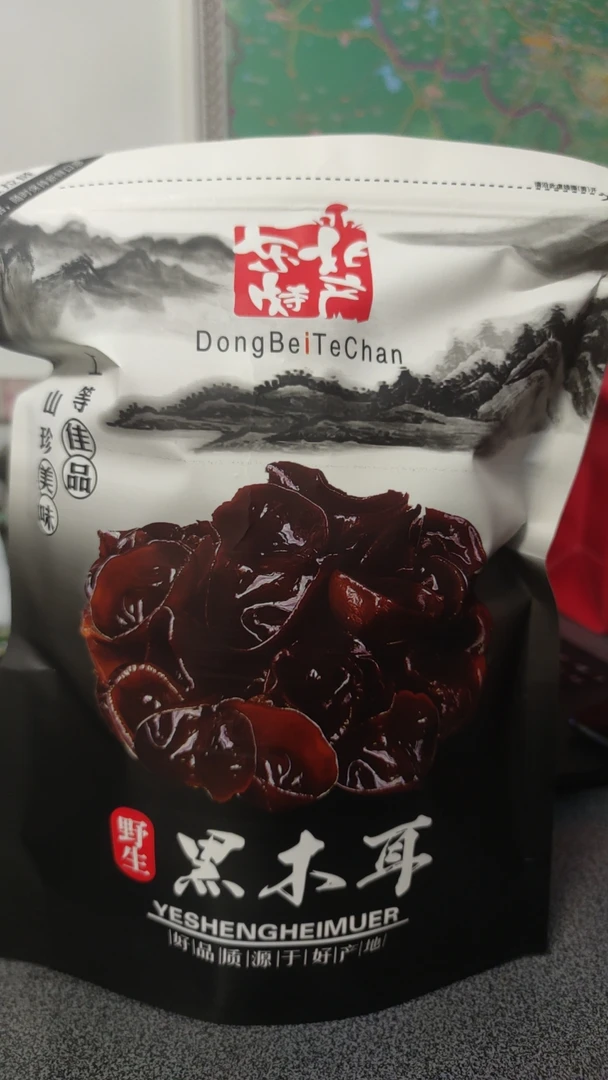 东北
特产
DongBeiTeChan
等佳品
山珍美味
野生
黑木耳
YESHENGHEIMUER
好品质源于好产地